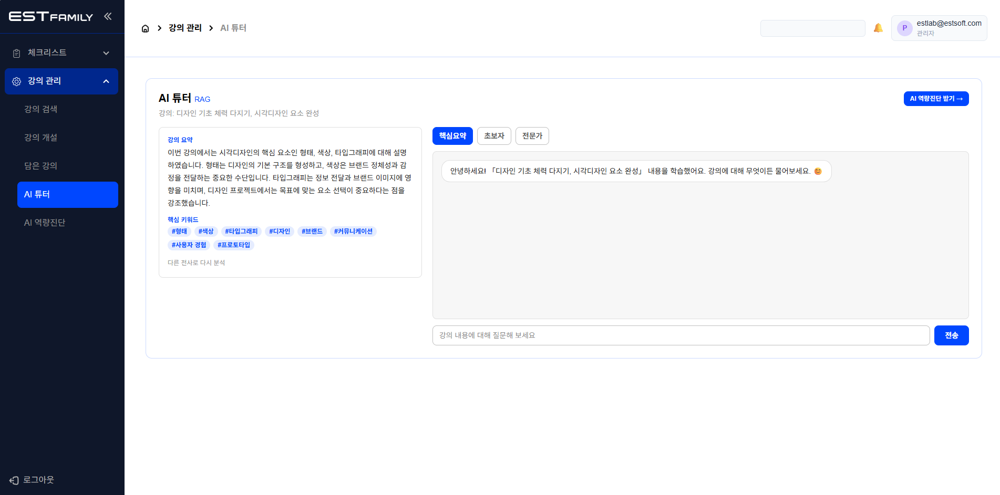 ESTFAMILY
체크리스트
강의 관리
강의 검색
강의 개설
담은 강의
AI 튜터
AI 역량진단
로그아웃
강의 관리
AI 튜터
P
estlab@estsoft.com
관리자
AI 튜터 RAG
강의: 디자인 기초 체력 다지기, 시각디자인 요소 완성
AI 역량진단 받기 →
강의 요약
이번 강의에서는 시각디자인의 핵심 요소인 형태, 색상, 타입그래피에 대해 설명
하였습니다. 형태는 디자인의 기본 구조를 형성하고, 색상은 브랜드 정체성과 감
정을 전달하는 중요한 수단입니다. 타입그래피는 정보 전달과 브랜드 이미지에 영
향을 미치며, 디자인 프로젝트에서는 목표에 맞는 요소 선택이 중요하다는 점을
강조했습니다.
핵심 키워드
#형태 #색상 #타입그래피 #디자인 #브랜드 #커뮤니케이션
#사용자 경험 #프로토타입
다른 전사로 다시 분석
핵심요약 초보자 전문가
안녕하세요! 「디자인 기초 체력 다지기, 시각디자인 요소 완성」 내용을 학습했어요. 강의에 대해 무엇이든 물어보세요. 😊
강의 내용에 대해 질문해 보세요
전송